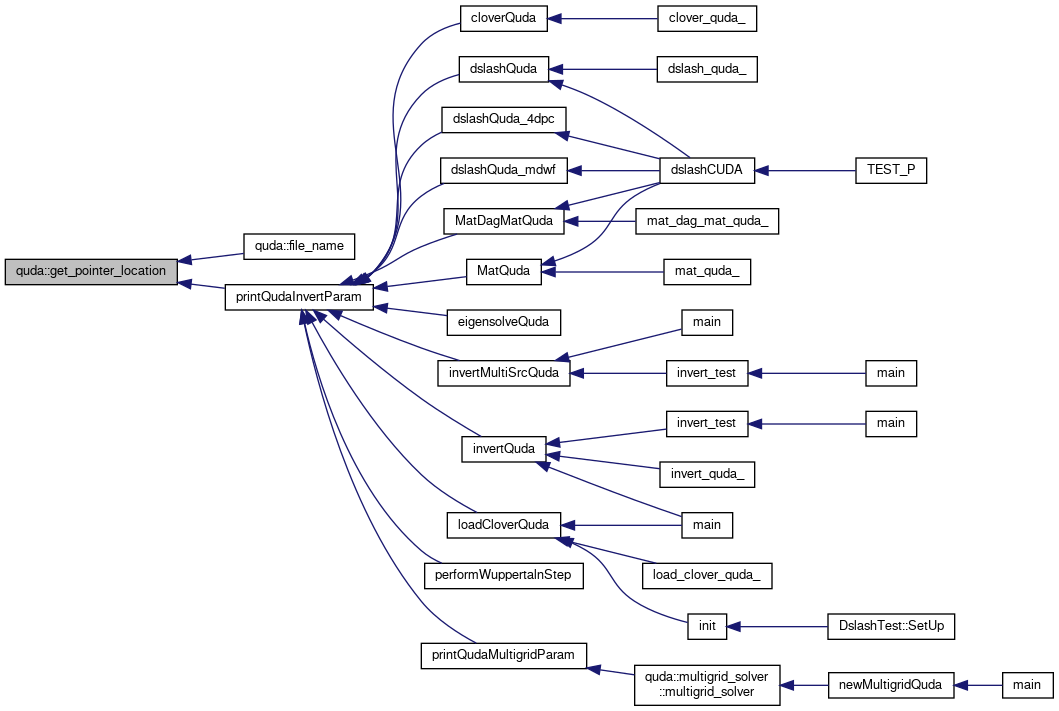 cloverQuda
clover_quda_
dslashQuda
dslash_quda_
dslashQuda_4dpc
dslashQuda_mdwf
dslashCUDA
TEST_P
MatDagMatQuda
mat_dag_mat_quda_
quda::file_name
quda::get_pointer_location
MatQuda
mat_quda_
printQudaInvertParam
eigensolveQuda
main
invertMultiSrcQuda
invert_test
main
invert_test
main
invertQuda
invert_quda_
loadCloverQuda
main
performWuppertalnStep
load_clover_quda_
init
DslashTest::SetUp
printQudaMultigridParam
quda::multigrid_solver
::multigrid_solver
newMultigridQuda
main